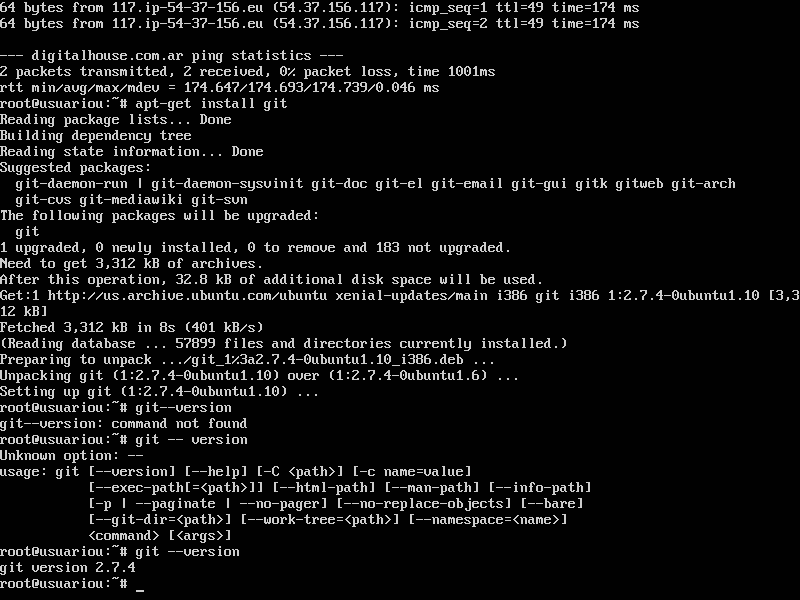 64 bytes from 117.ip-54-37-156.eu (54.37.156.117): icmp_seq=1 ttl=49 time=174 ms
64 bytes from 117.ip-54-37-156.eu (54.37.156.117): icmp_seq=2 ttl=49 time=174 ms

--- digitalhouse.com.ar ping statistics ---
2 packets transmitted, 2 received, 0% packet loss, time 1001ms
rtt min/avg/max/mdev = 174.647/174.693/174.739/0.046 ms
root@usuariou:~# apt-get install git
Reading package lists... Done
Building dependency tree
Reading state information... Done
Suggested packages:
  git-daemon-run | git-daemon-sysvinit git-doc git-el git-email git-gui gitk gitweb git-arch
  git-cvs git-mediawiki git-svn
The following packages will be upgraded:
  git
1 upgraded, 0 newly installed, 0 to remove and 183 not upgraded.
Need to get 3,312 kB of archives.
After this operation, 32.8 kB of additional disk space will be used.
Get:1 http://us.archive.ubuntu.com/ubuntu xenial-updates/main i386 git i386 1:2.7.4-0ubuntu1.10 [3,3
12 kB]
Fetched 3,312 kB in 8s (401 kB/s)
(Reading database ... 57899 files and directories currently installed.)
Preparing to unpack .../git_1%3a2.7.4-0ubuntu1.10_i386.deb ...
Unpacking git (1:2.7.4-0ubuntu1.10) over (1:2.7.4-0ubuntu1.6) ...
Setting up git (1:2.7.4-0ubuntu1.10) ...
root@usuariou:~# git--version
git--version: command not found
root@usuariou:~# git -- version
Unknown option: --
usage: git [--version] [--help] [-C <path>] [-c name=value]
           [--exec-path[=<path>]] [--html-path] [--man-path] [--info-path]
           [-p | --paginate | --no-pager] [--no-replace-objects] [--bare]
           [--git-dir=<path>] [--work-tree=<path>] [--namespace=<name>]
           <command> [<args>]
root@usuariou:~# git --version
git version 2.7.4
root@usuariou:~# _